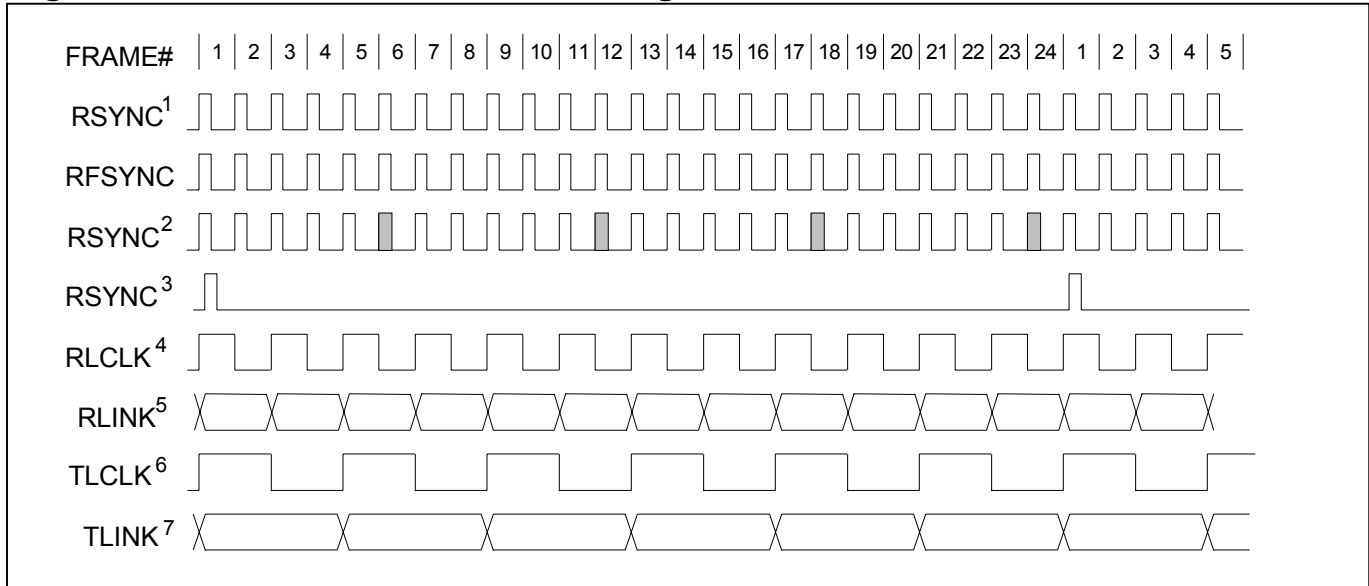 FRAME# 1 2 3 4 5 6 7 8 9 10 11 12 13 14 15 16 17 18 19 20 21 22 23 24 1 2 3 4 5
RSYNC¹
RFSYNC
RSYNC²
RSYNC³
RLCLK⁴
RLINK⁵
TLCLK⁶
TLINK⁷